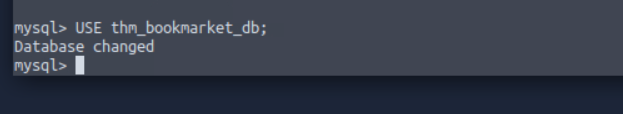 mysql> USE thm_bookmarket_db;
Database changed
mysql>